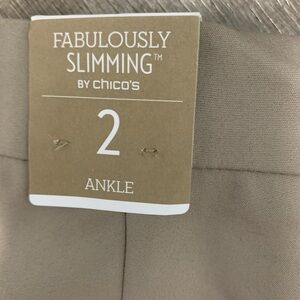 FABULOUSLY
SLIMMING™
BY chico's
2
ANKLE